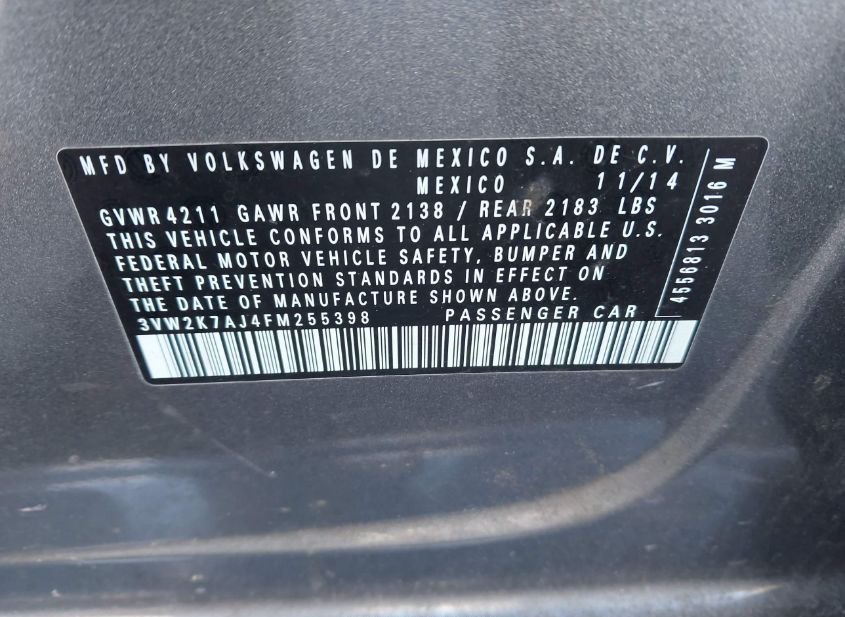 MFD BY VOLKSWAGEN DE MEXICO S.A. DE C.V.
MEXICO 11/14
GVWR 4211 GAWR FRONT 2138 / REAR 2183 LBS
THIS VEHICLE CONFORMS TO ALL APPLICABLE U.S.
FEDERAL MOTOR VEHICLE SAFETY, BUMPER AND
THEFT PREVENTION STANDARDS IN EFFECT ON
THE DATE OF MANUFACTURE SHOWN ABOVE.
3VW2K7AJ4FM255398 PASSENGER CAR
4556813 3016 M